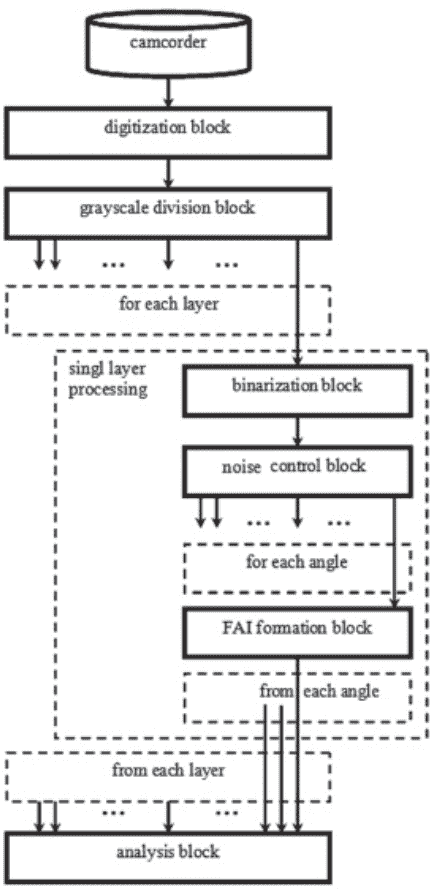 camcorder
digitization block
grayscale division block
... ...
for each layer
singl layer
processing
binarization block
noise control block
... ...
for each angle
FAI formation block
from each angle
from each layer
... ...
analysis block